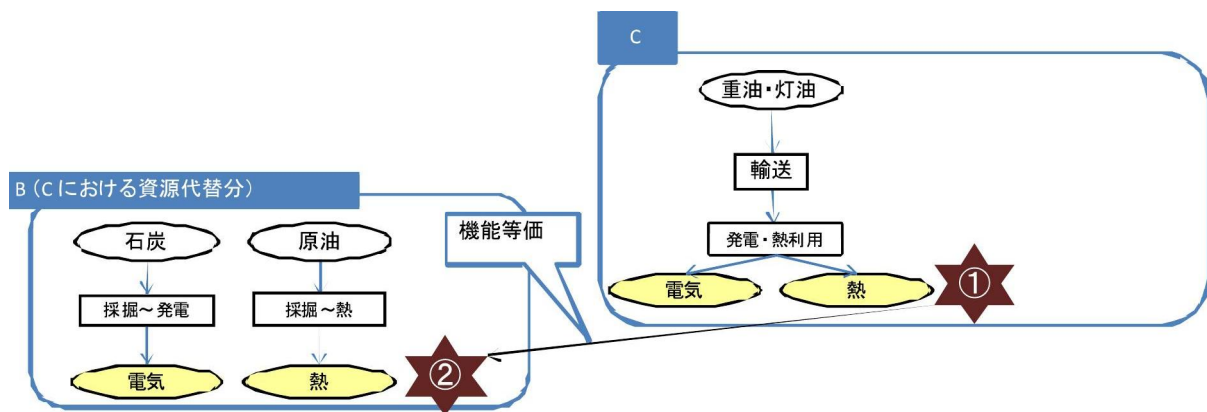 C
重油・灯油
輸送
発電・熱利用
電気
熱
①
B（Cにおける資源代替分）
石炭
原油
採掘～発電
採掘～熱
電気
熱
②
機能等価